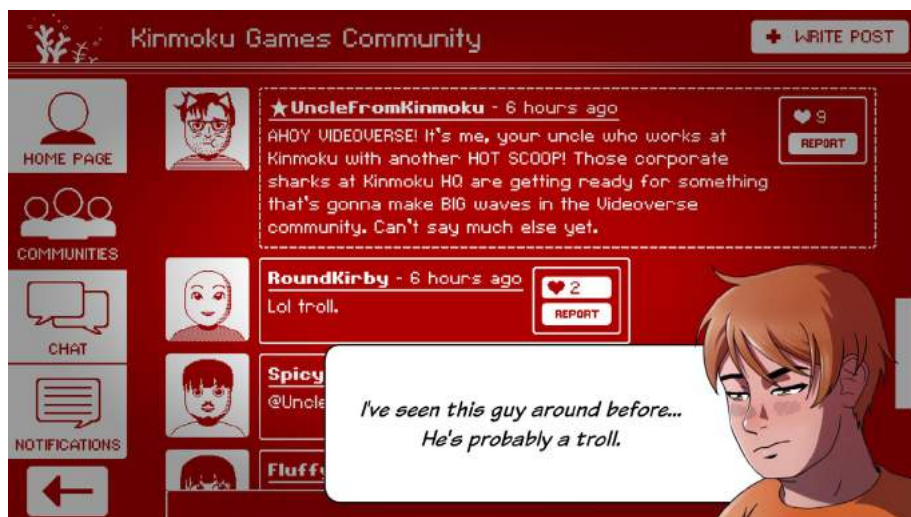 Kinmoku Games Community
+ WRITE POST
HOME PAGE
COMMUNITIES
CHAT
NOTIFICATIONS
★UncleFromKinmoku - 6 hours ago
AHOY VIDEOVERSE! It's me, your uncle who works at
Kinmoku with another HOT SCOOP! Those corporate
sharks at Kinmoku HQ are getting ready for something
that's gonna make BIG waves in the Videoverse
community. Can't say much else yet.
♥ 9
REPORT
RoundKirby - 6 hours ago
Lol troll.
♥ 2
REPORT
Spicy
@Uncle
Fluffy
I've seen this guy around before...
He's probably a troll.